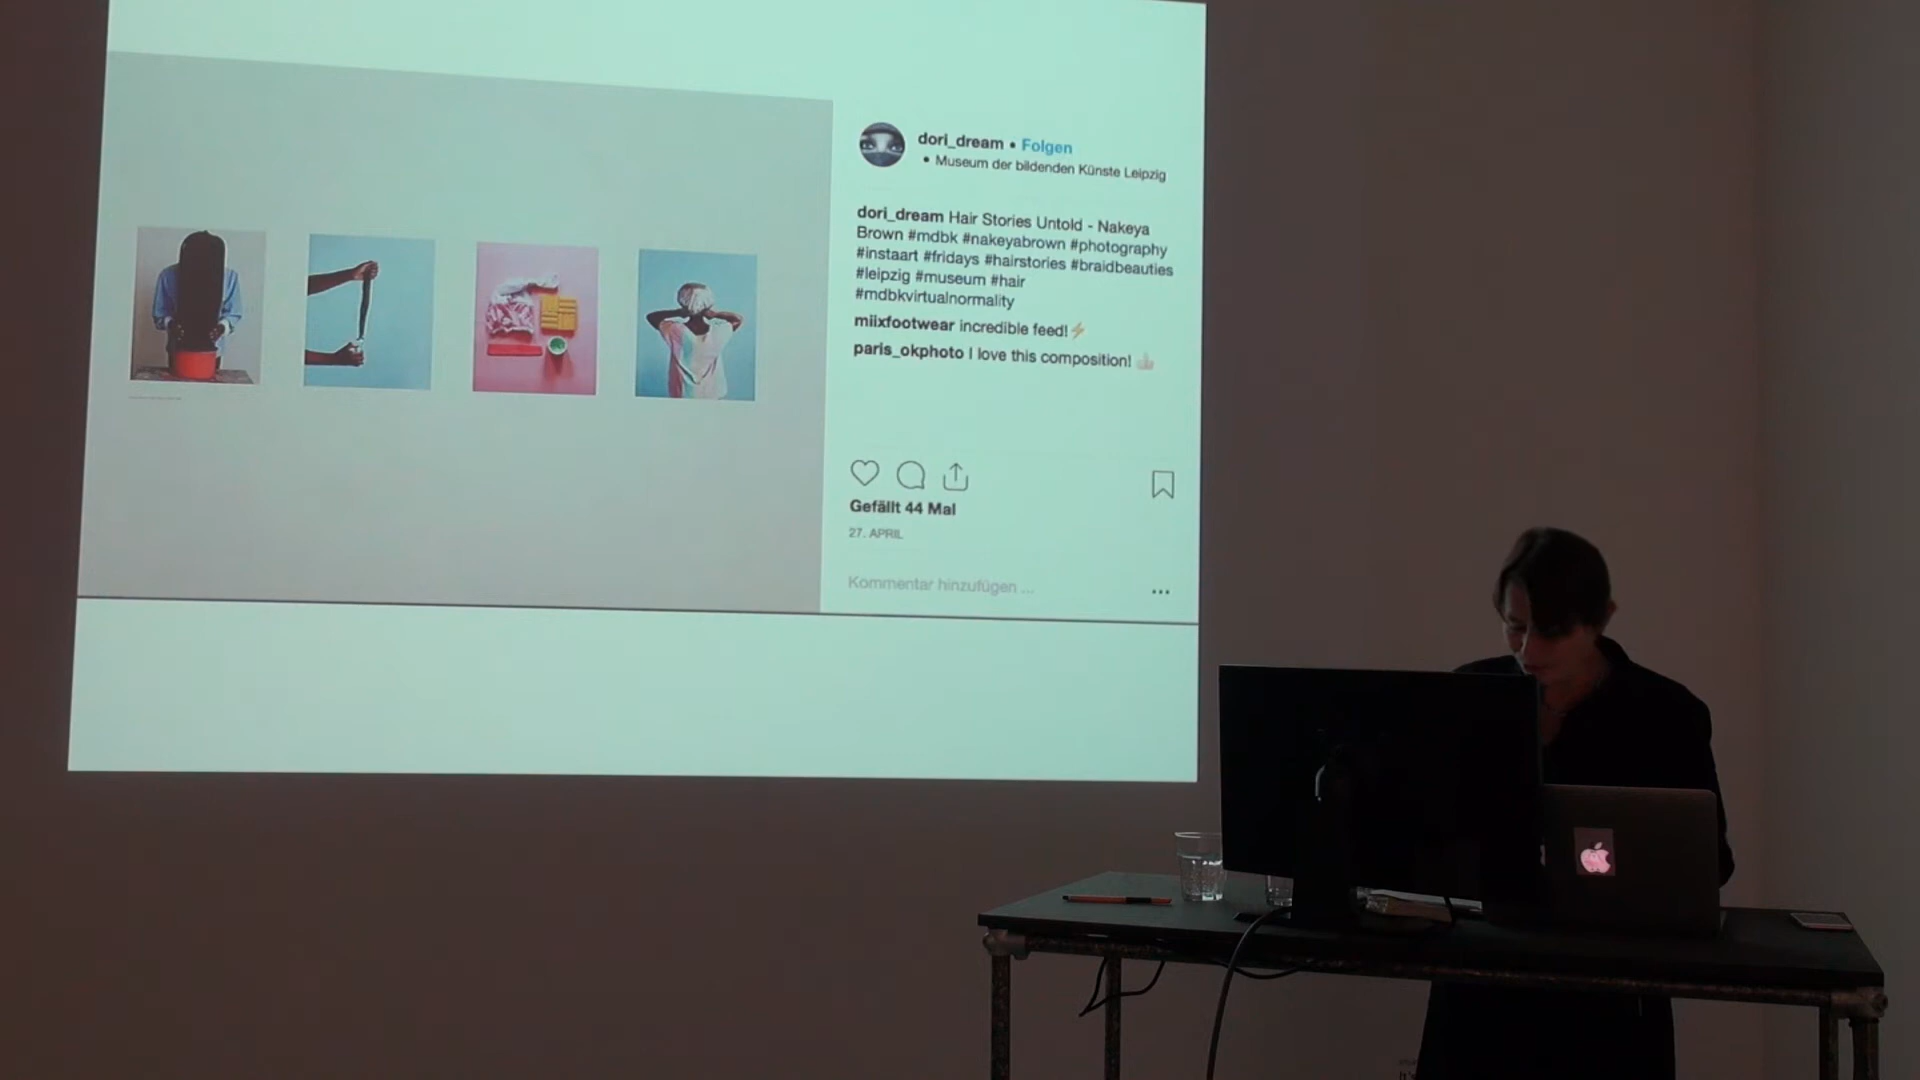 dori_dream • Folgen
• Museum der bildenden Künste Leipzig
dori_dream Hair Stories Untold - Nakeya
Brown #mdbk #nakeyabrown #photography
#instaart #fridays #hairstories #braidbeauties
#leipzig #museum #hair
#mdbkvirtualnormality
miixfootwear incredible feed!⚡
paris_okphoto I love this composition! 👍
Gefällt 44 Mal
27. APRIL
Kommentar hinzufügen ...
It's